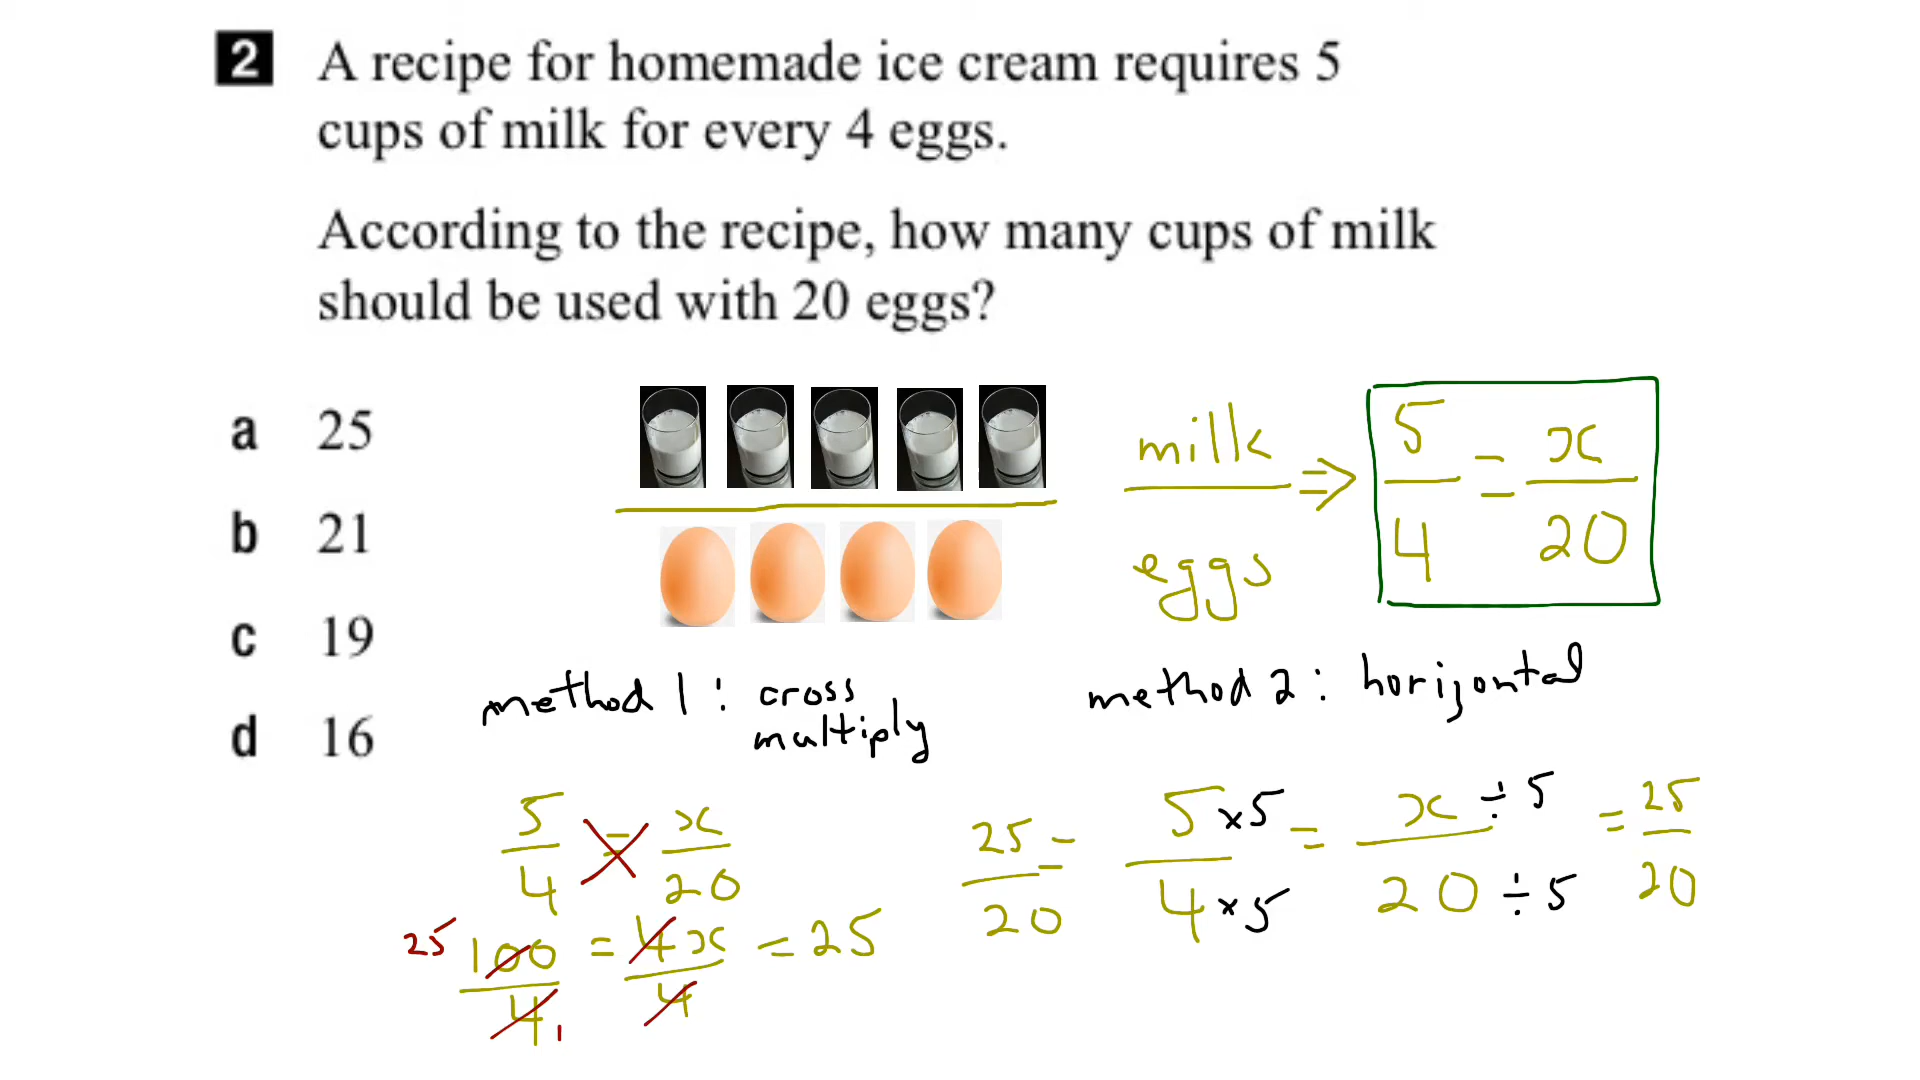 2 A recipe for homemade ice cream requires 5
cups of milk for every 4 eggs.
According to the recipe, how many cups of milk
should be used with 20 eggs?
a 25
b 21
c 19
d 16
milk / eggs ⇒ 5/4 = x/20
method 1 : cross
multiply
5/4 = x/20
25 100/4 1 = 4x/4 = 25
method 2 : horizontal
25/20 = 5×5/4×5 = x÷5/20÷5 = 25/20